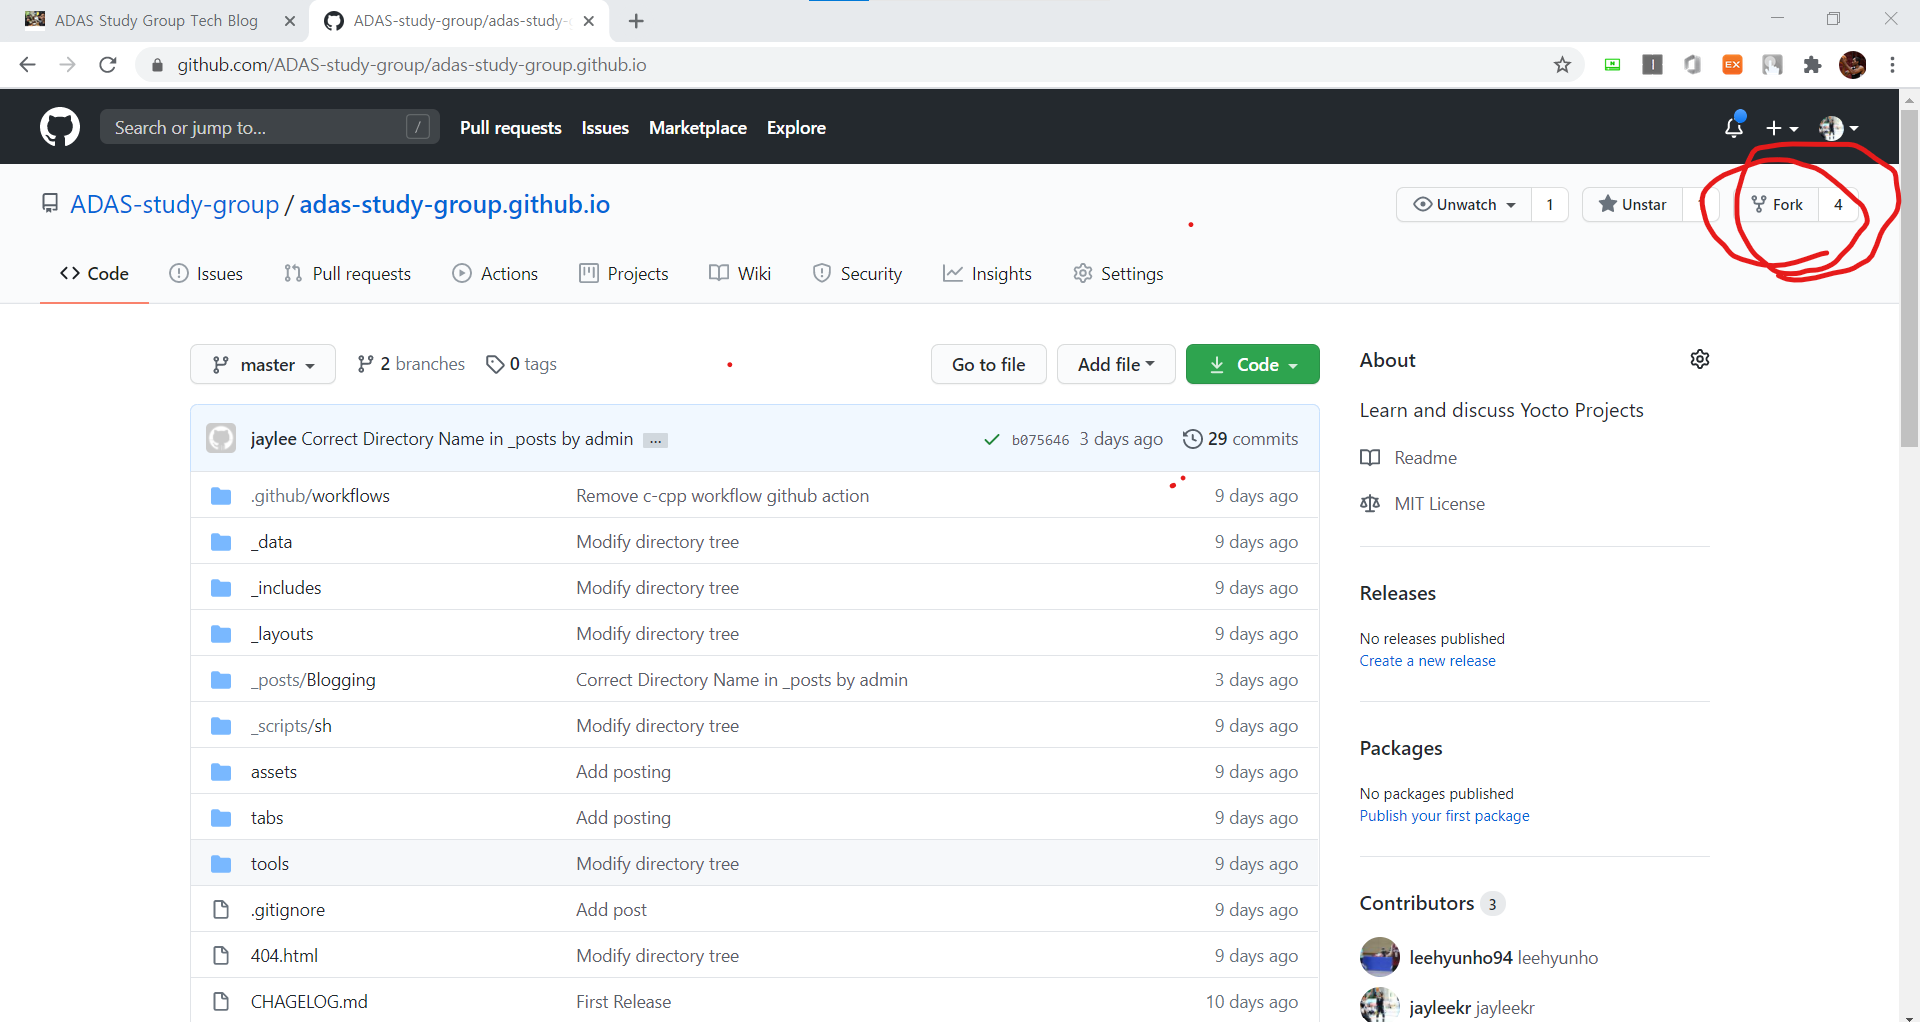 ADAS Study Group Tech Blog
ADAS-study-group/adas-study-
github.com/ADAS-study-group/adas-study-group.github.io
Search or jump to... /
Pull requests Issues Marketplace Explore
ADAS-study-group / adas-study-group.github.io
Unwatch 1 Unstar Fork 4
Code Issues Pull requests Actions Projects Wiki Security Insights Settings
master 2 branches 0 tags Go to file Add file Code
jaylee Correct Directory Name in _posts by admin ... b075646 3 days ago 29 commits
.github/workflows Remove c-cpp workflow github action 9 days ago
_data Modify directory tree 9 days ago
_includes Modify directory tree 9 days ago
_layouts Modify directory tree 9 days ago
_posts/Blogging Correct Directory Name in _posts by admin 3 days ago
_scripts/sh Modify directory tree 9 days ago
assets Add posting 9 days ago
tabs Add posting 9 days ago
tools Modify directory tree 9 days ago
.gitignore Add post 9 days ago
404.html Modify directory tree 9 days ago
CHAGELOG.md First Release 10 days ago
About
Learn and discuss Yocto Projects
Readme
MIT License
Releases
No releases published
Create a new release
Packages
No packages published
Publish your first package
Contributors 3
leehyunho94 leehyunho
jayleekr jayleekr